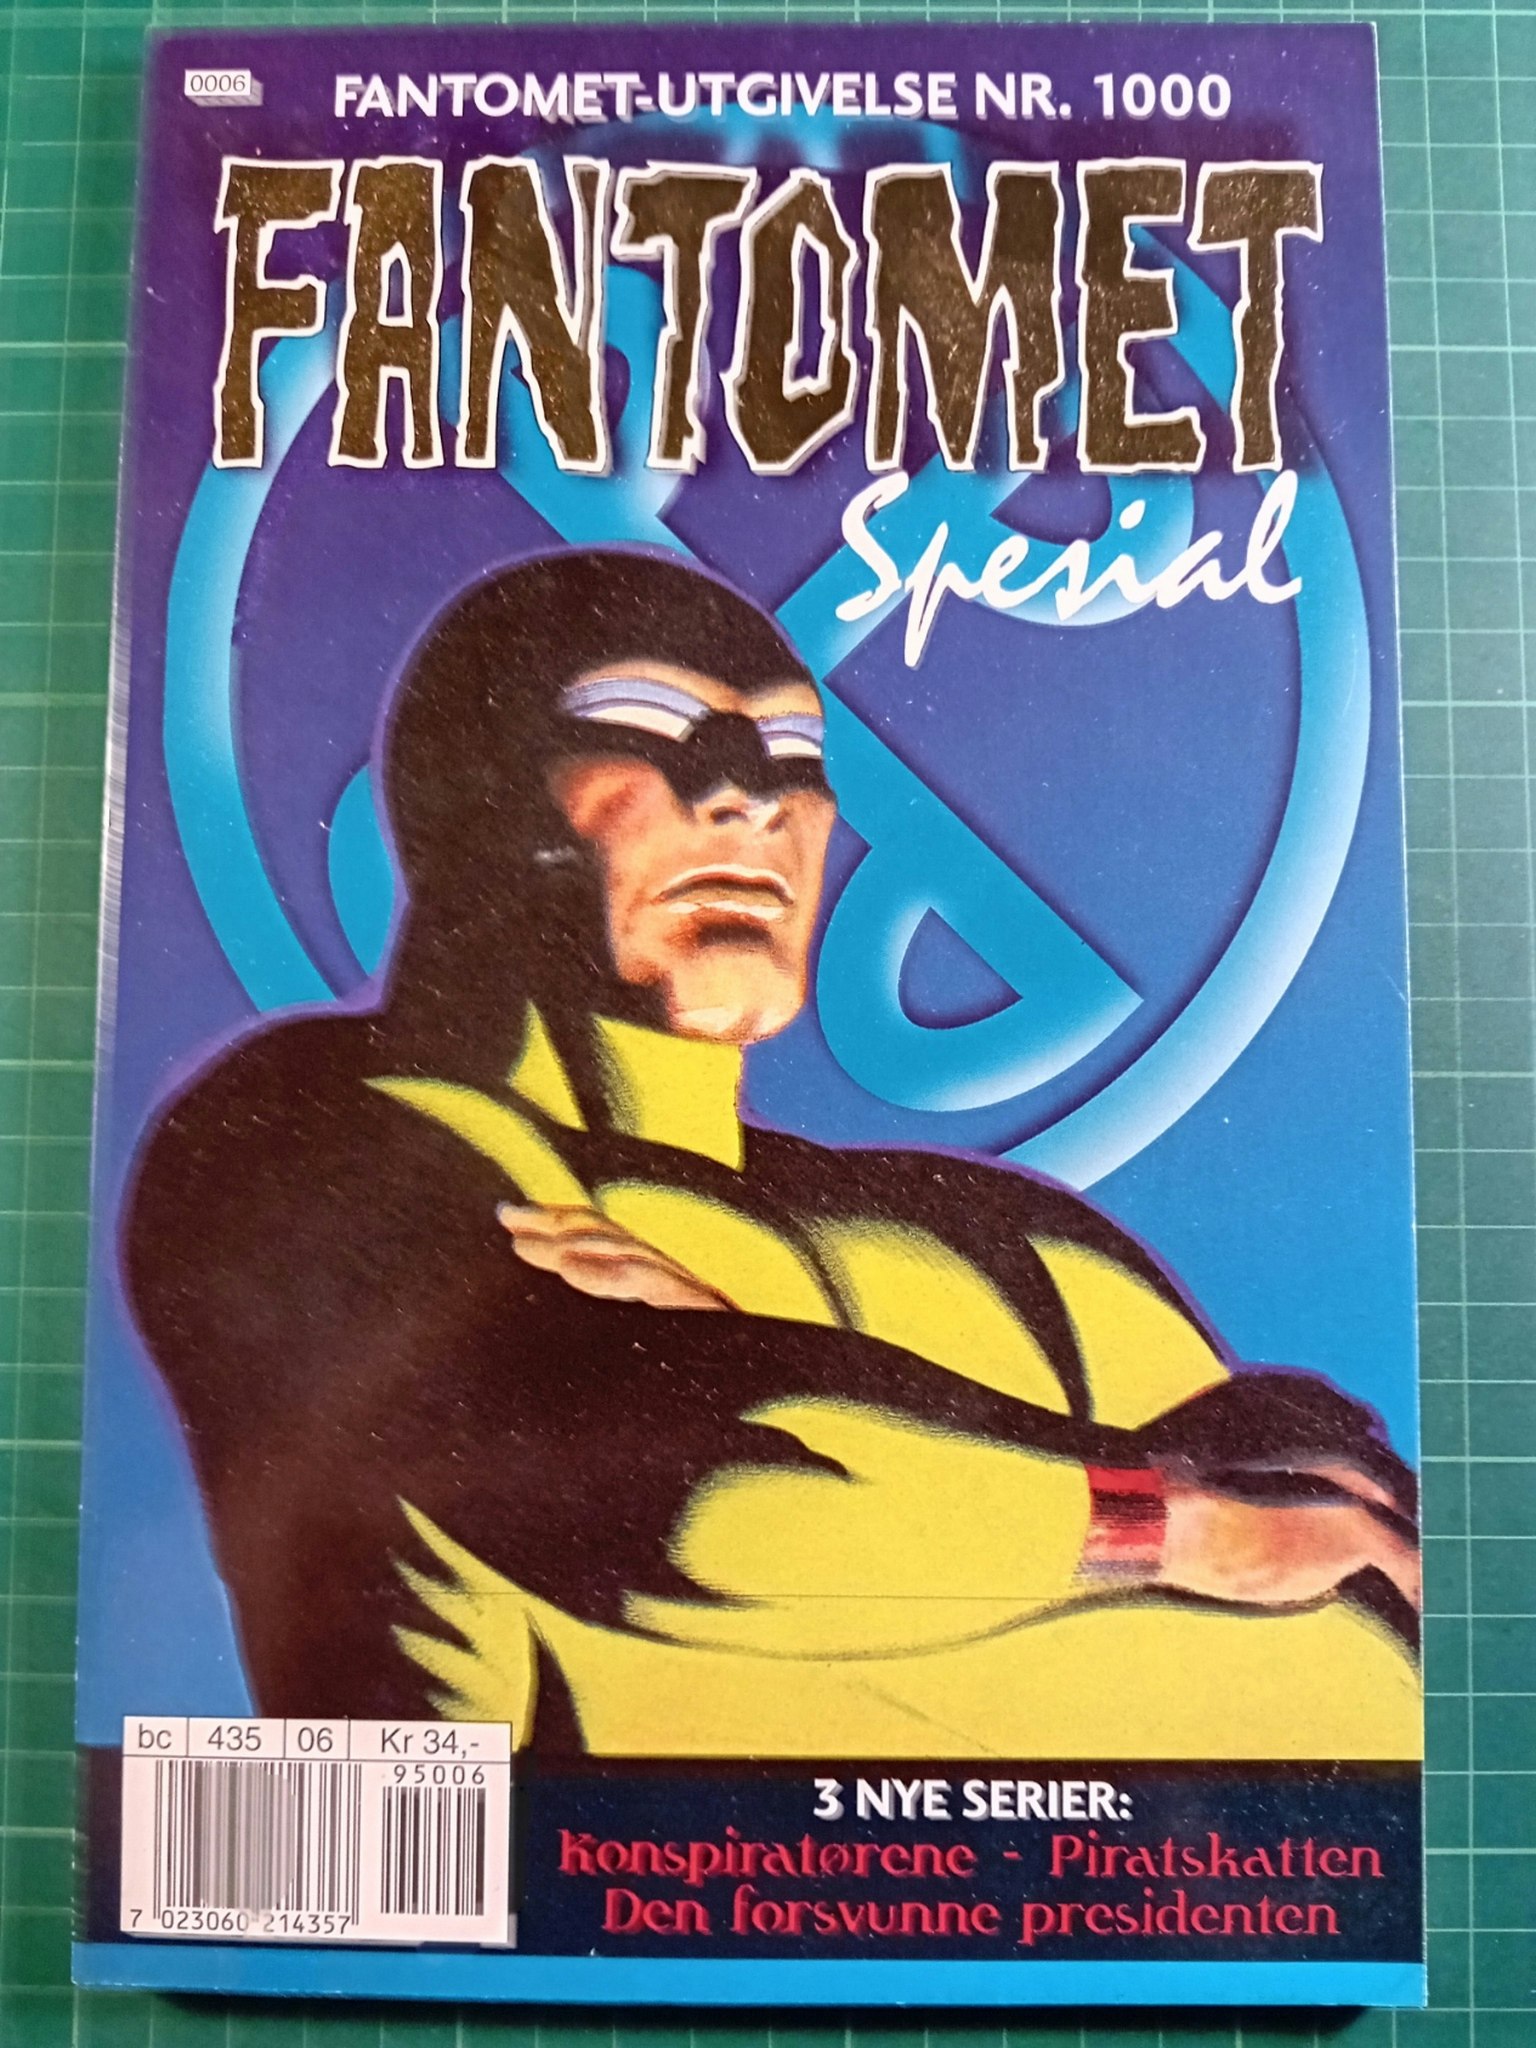 0006
FANTOMET-UTGIVELSE NR. 1000
FANTOMET
Spesial
bc 435 06 Kr 34,-
95006
7 023060 214357
3 NYE SERIER:
Konspiratørene - Piratskatten
Den forsvunne presidenten